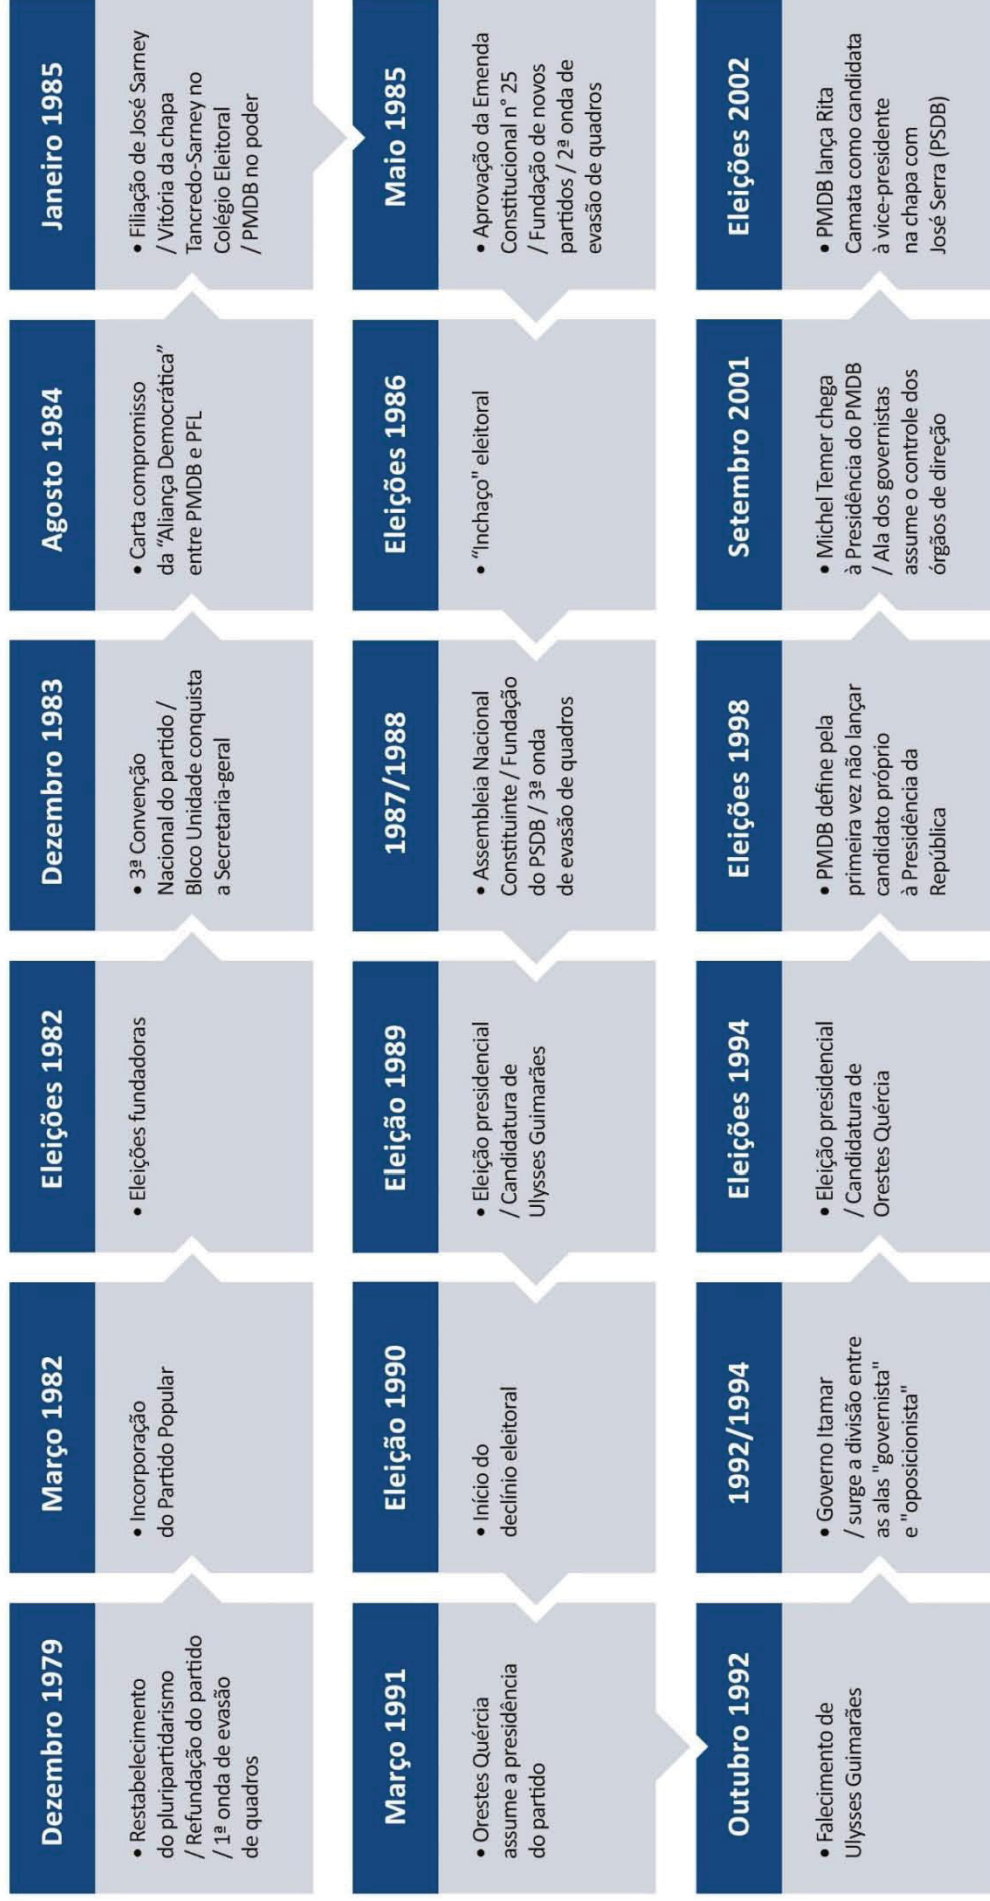 Dezembro 1979
• Restabelecimento
do pluripartidarismo
/ Refundação do partido
/ 1ª onda de evasão
de quadros
Março 1982
• Incorporação
do Partido Popular
Eleições 1982
• Eleições fundadoras
Dezembro 1983
• 3ª Convenção
Nacional do partido /
Bloco Unidade conquista
a Secretaria-geral
Agosto 1984
• Carta compromisso
da “Aliança Democrática”
entre PMDB e PFL
Janeiro 1985
• Filiação de José Sarney
/ Vitória da chapa
Tancredo-Sarney no
Colégio Eleitoral
/ PMDB no poder
Maio 1985
• Aprovação da Emenda
Constitucional n° 25
/ Fundação de novos
partidos / 2ª onda de
evasão de quadros
Eleições 1986
• “Inchaço" eleitoral
1987/1988
• Assembleia Nacional
Constituinte / Fundação
do PSDB / 3ª onda
de evasão de quadros
Eleição 1989
• Eleição presidencial
/ Candidatura de
Ulysses Guimarães
Eleição 1990
• Início do
declínio eleitoral
Março 1991
• Orestes Quércia
assume a presidência
do partido
Outubro 1992
• Falecimento de
Ulysses Guimarães
1992/1994
• Governo Itamar
/ surge a divisão entre
as alas "governista"
e "oposicionista"
Eleições 1994
• Eleição presidencial
/ Candidatura de
Orestes Quércia
Eleições 1998
• PMDB define pela
primeira vez não lançar
candidato próprio
à Presidência da
República
Setembro 2001
• Michel Temer chega
à Presidência do PMDB
/ Ala dos governistas
assume o controle dos
órgãos de direção
Eleições 2002
• PMDB lança Rita
Camata como candidata
à vice-presidente
na chapa com
José Serra (PSDB)